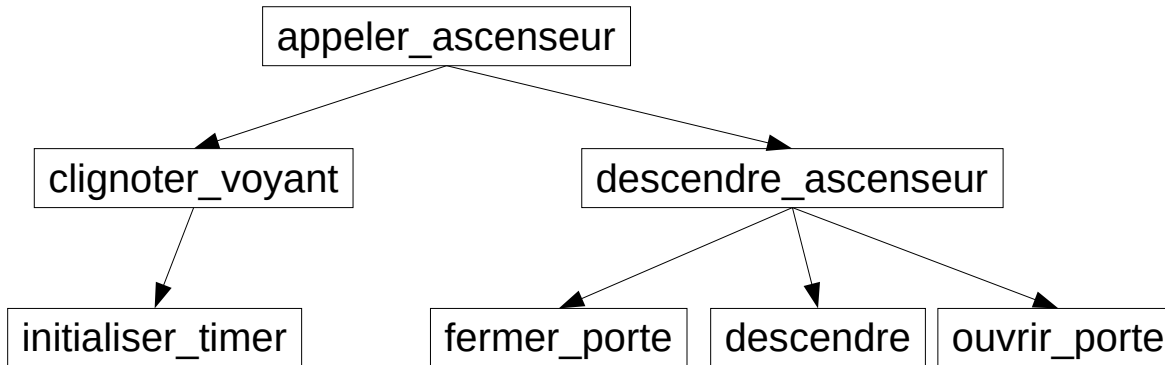 appeler_ascenseur
clignoter_voyant
descendre_ascenseur
initialiser_timer
fermer_porte
descendre
ouvrir_porte